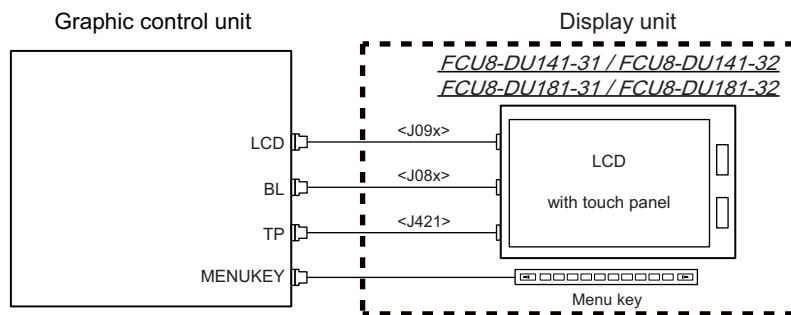 Graphic control unit
Display unit
FCU8-DU141-31 / FCU8-DU141-32
FCU8-DU181-31 / FCU8-DU181-32
LCD
<J09x>
BL
<J08x>
TP
<J421>
MENUKEY
LCD
with touch panel
Menu key